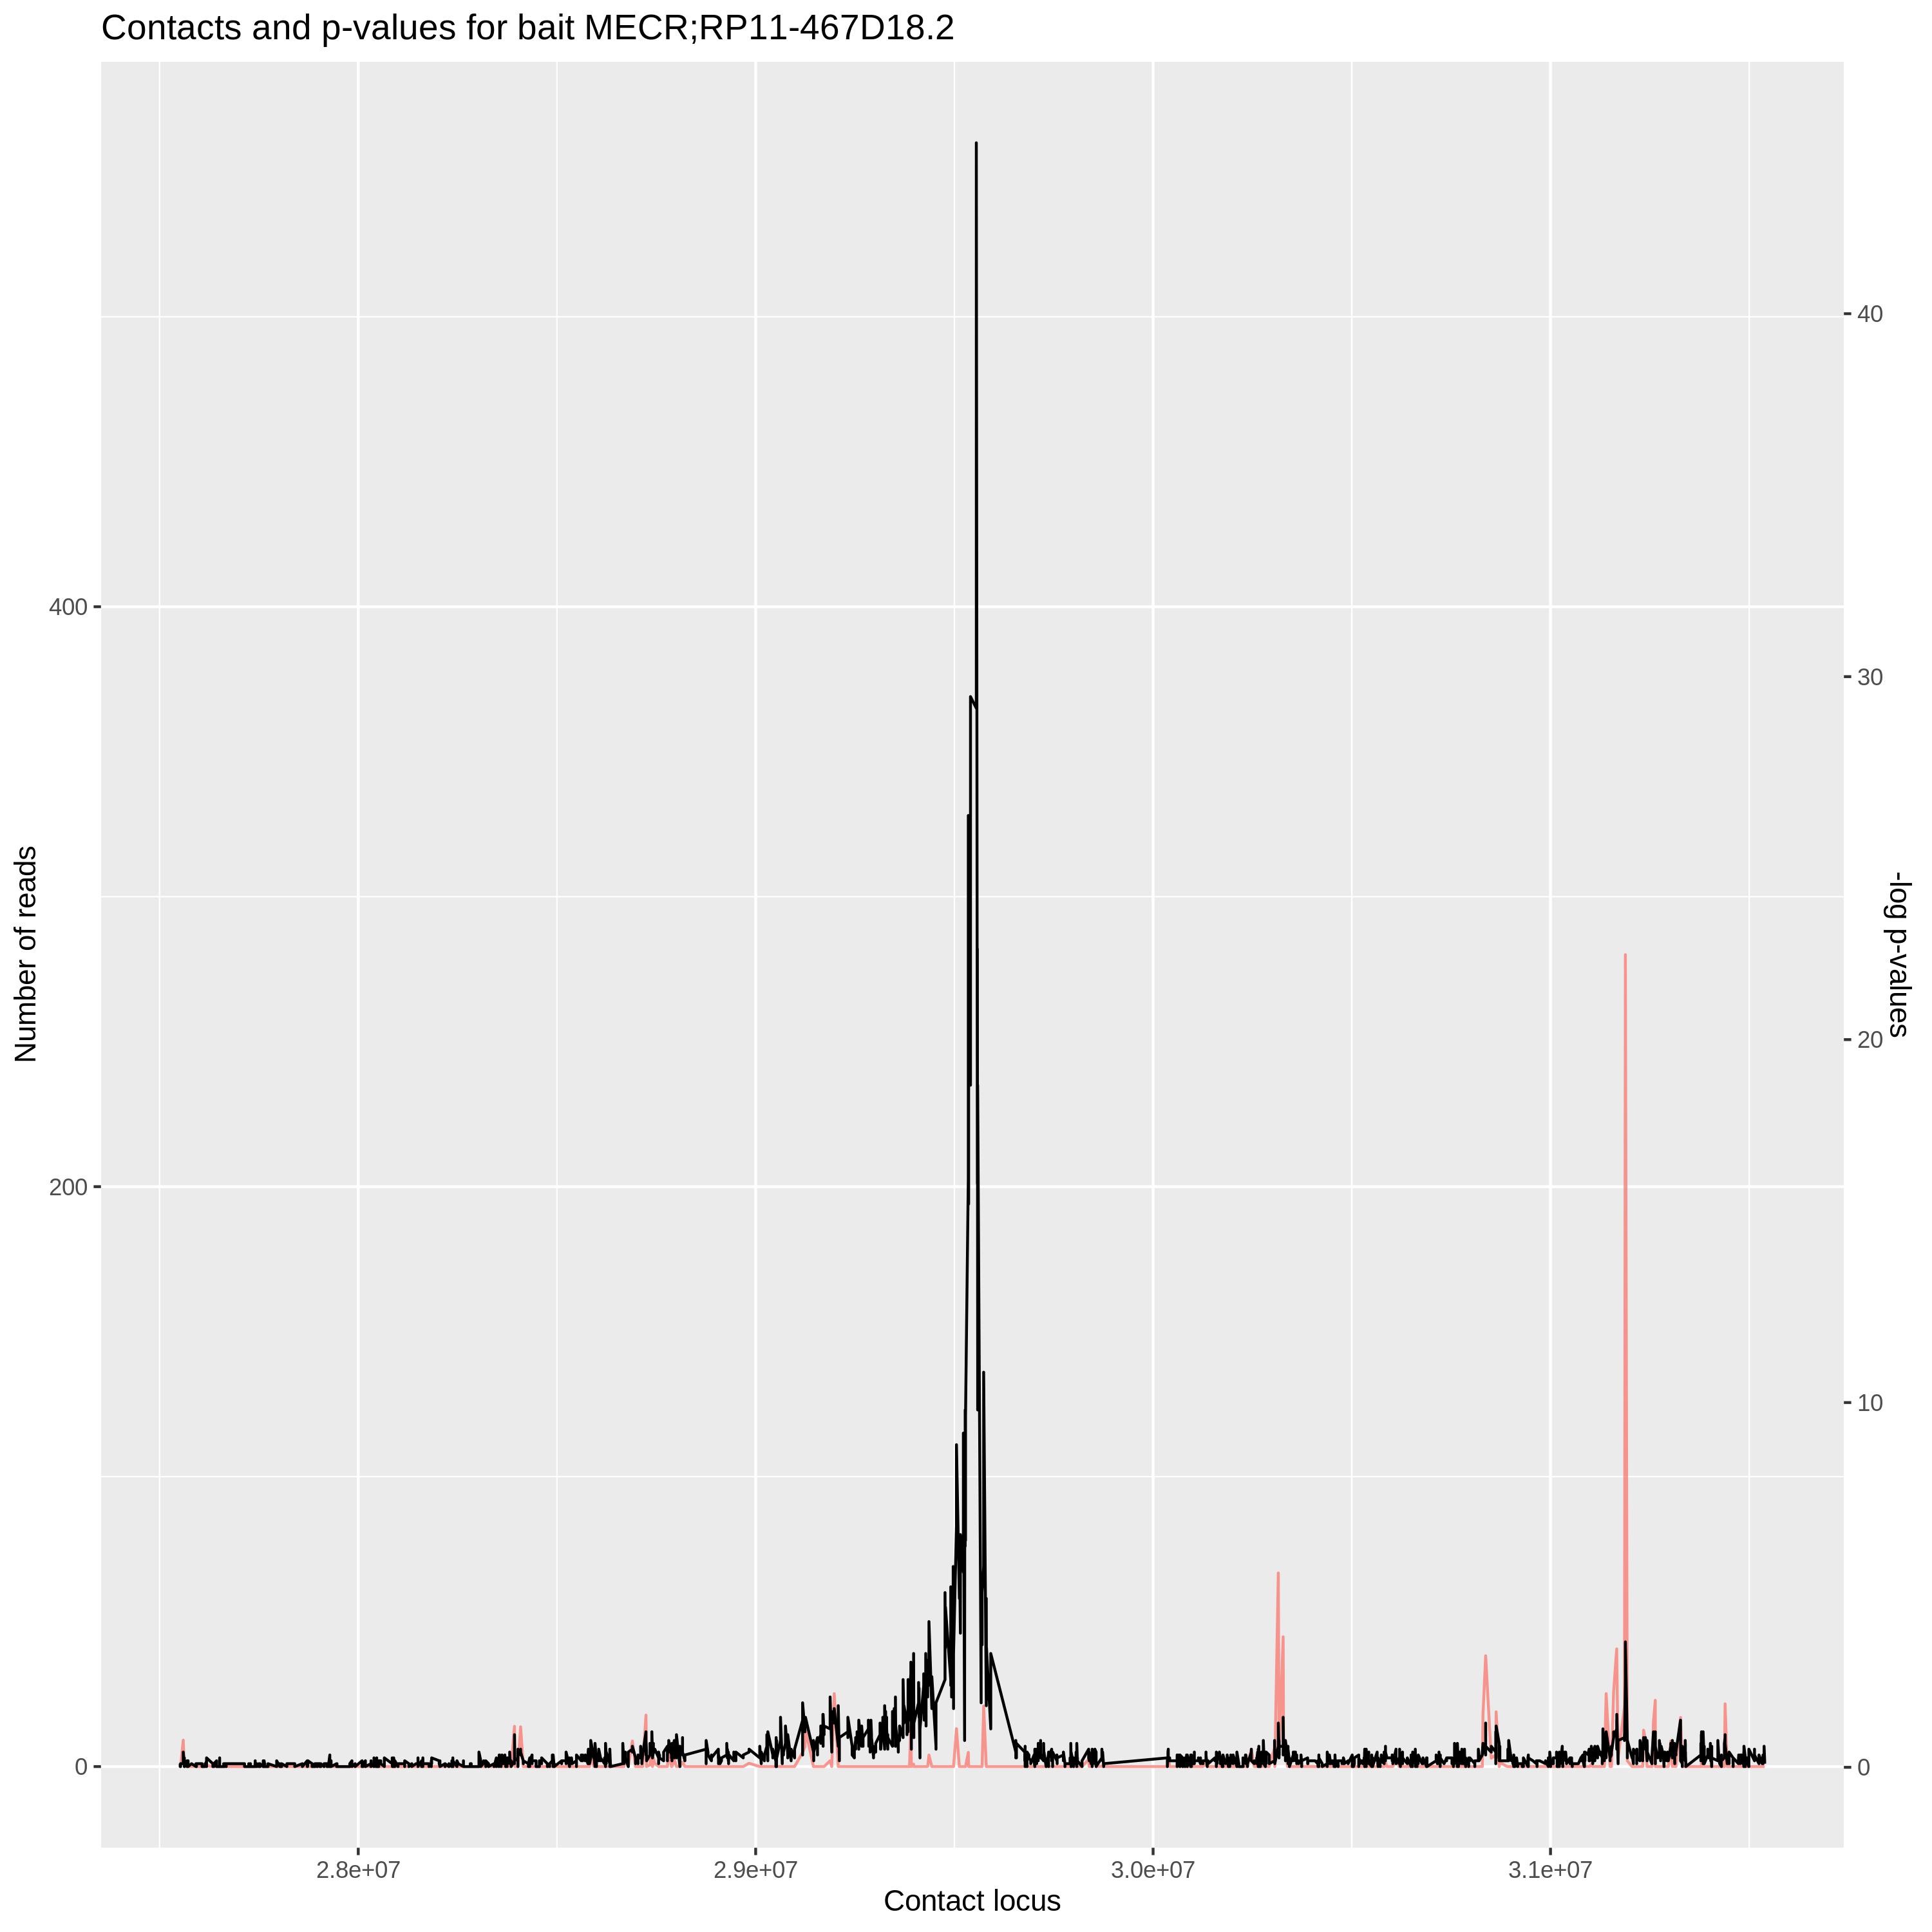 Contacts and p-values for bait MECR;RP11-467D18.2
Number of reads
400
200
0
40
30
20
10
0
-log p-values
2.8e+07
2.9e+07
3.0e+07
3.1e+07
Contact locus